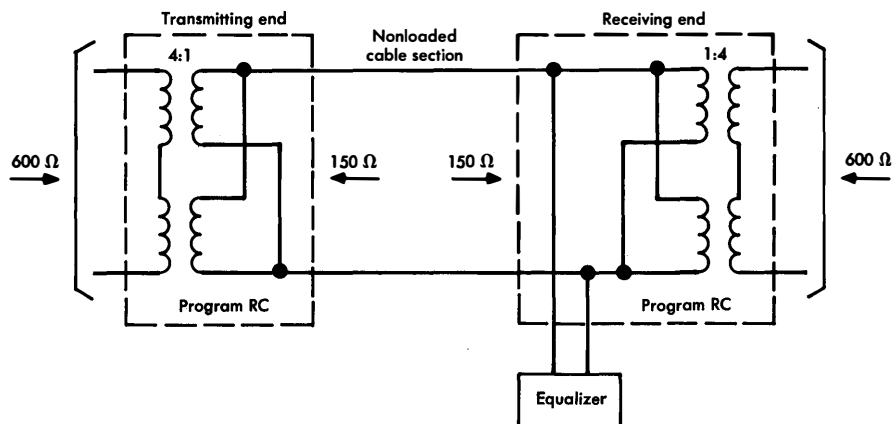 Transmitting end
Receiving end
Nonloaded
cable section
4:1
1:4
600 Ω
150 Ω
150 Ω
600 Ω
Program RC
Program RC
Equalizer